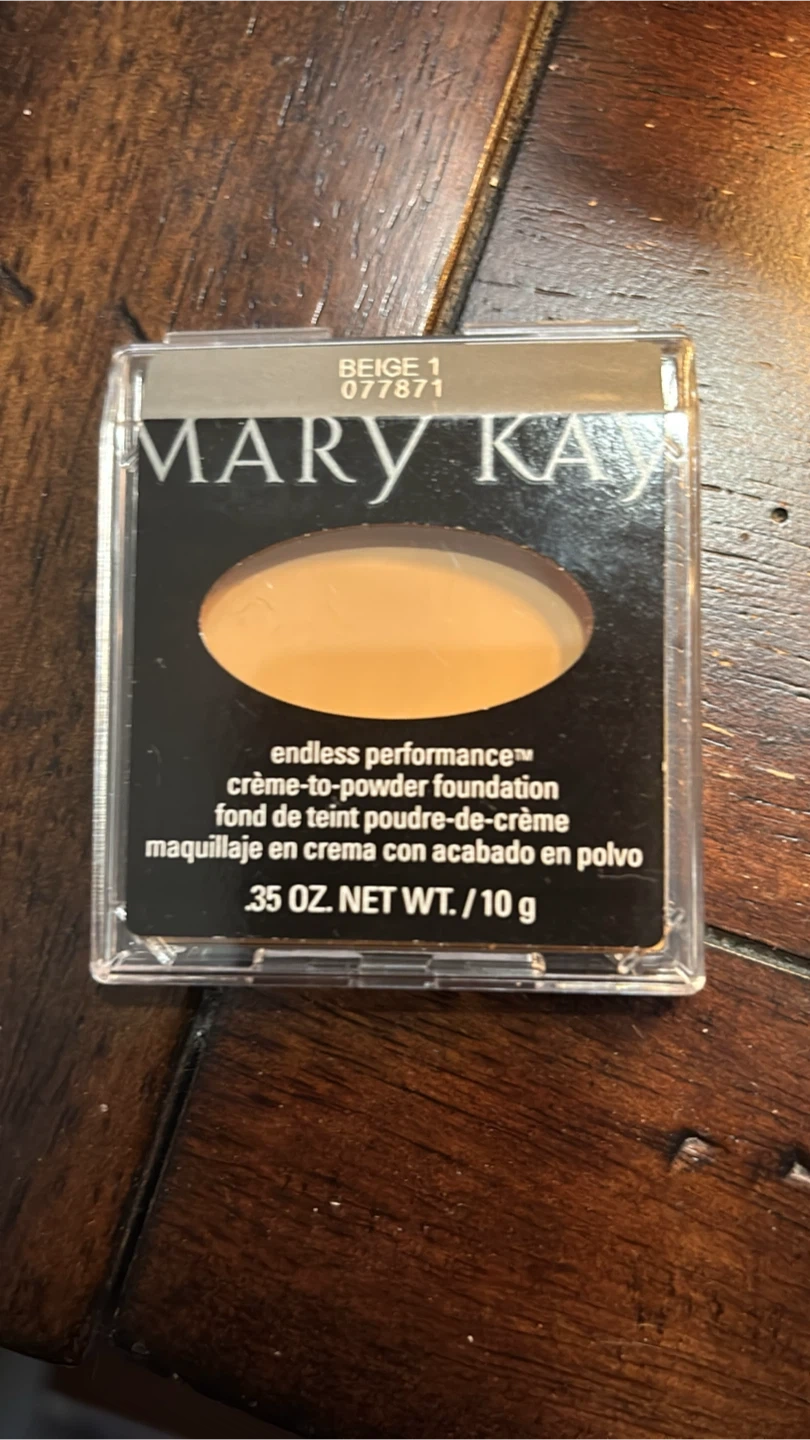 BEIGE 1
077871
MARY KAY
endless performance™
crème-to-powder foundation
fond de teint poudre-de-crème
maquillaje en crema con acabado en polvo
.35 OZ. NET WT. / 10 g